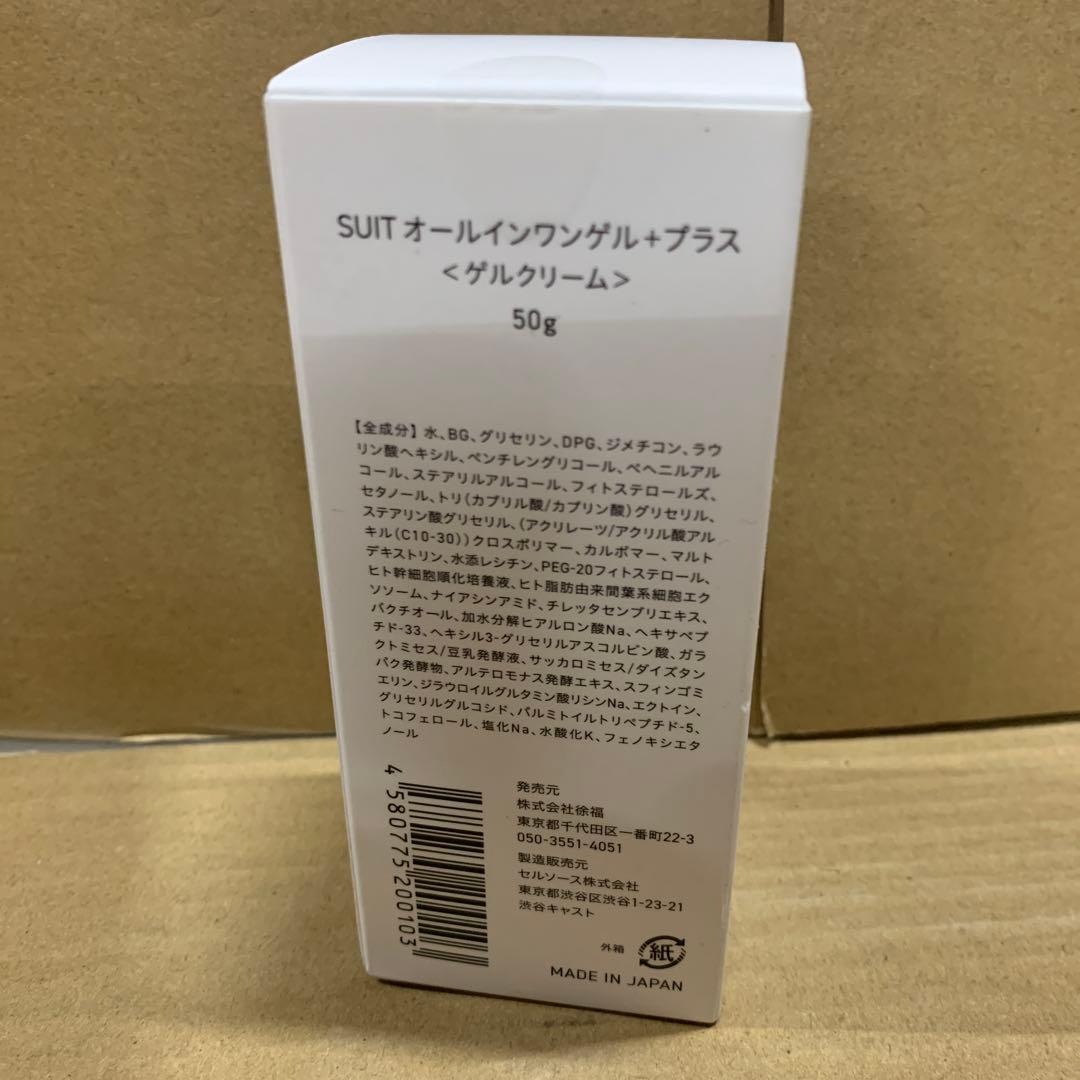 SUIT オールインワンゲル+プラス
<ゲルクリーム>
50g
【全成分】水、BG、グリセリン、DPG、ジメチコン、ラウ
リン酸ヘキシル、ペンチレングリコール、ベヘニルアル
コール、ステアリルアルコール、フィトステロールズ、
セタノール、トリ(カプリル酸/カプリン酸)グリセリル、
ステアリン酸グリセリル、(アクリレーツ/アクリル酸アル
キル(C10-30))クロスポリマー、カルボマー、マルト
デキストリン、水添レシチン、PEG-20フィトステロール、
ヒト幹細胞順化培養液、ヒト脂肪由来間葉系細胞エク
ソソーム、ナイアシンアミド、チレッタセンブリエキス、
バクチオール、加水分解ヒアルロン酸Na、ヘキサペプ
チド-33、ヘキシル3-グリセリルアスコルビン酸、ガラ
クトミセス/豆乳発酵液、サッカロミセス/ダイズタン
パク発酵物、アルテロモナス発酵エキス、スフィンゴミ
エリン、ジラウロイルグルタミン酸リシンNa、エクトイン、
グリセリルグルコシド、パルミトイルトリペプチド-5、
トコフェロール、塩化Na、水酸化K、フェノキシエタ
ノール
4580775200103
発売元
株式会社徐福
東京都千代田区一番町22-3
050-3551-4051
製造販売元
セルソース株式会社
東京都渋谷区渋谷1-23-21
渋谷キャスト
外箱 紙
MADE IN JAPAN